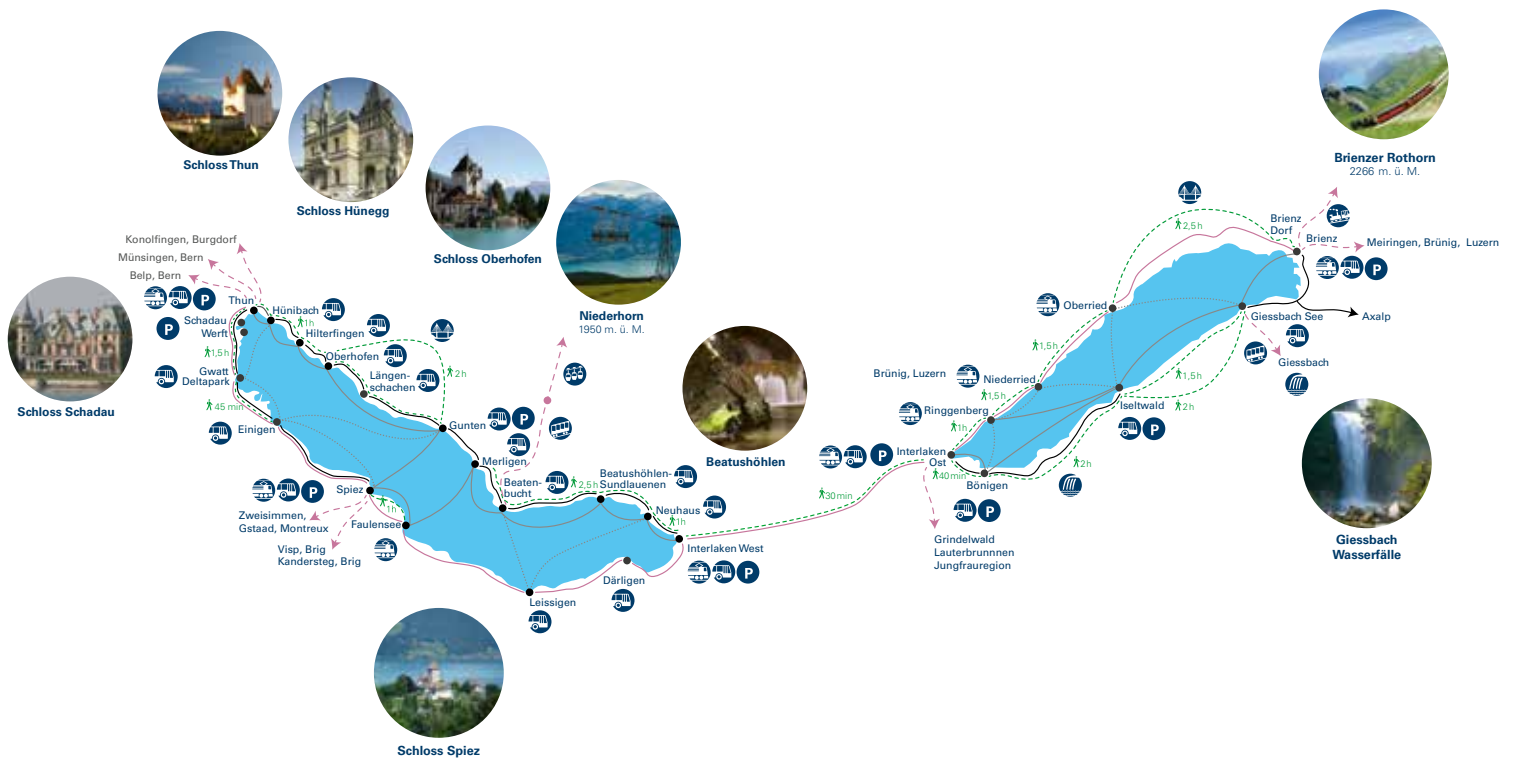 Schloss Thun
Schloss Hünegg
Schloss Oberhofen
Niederhorn
1950 m. ü. M.
Schloss Schadau
Beatushöhlen
Schloss Spiez
Brienzer Rothorn
2266 m. ü. M.
Giessbach
Wasserfälle
Konolfingen, Burgdorf
Münsingen, Bern
Belp, Bern
P
P
Thun
Schadau
Werft
1,5h
Gwatt
Deltapark
45 min
Einigen
Hünibach
1h
Hilterfingen
Oberhofen
Längen-
schachen
2h
Gunten
P
Merligen
Beaten-
bucht
2,5h
Beatushöhlen-
Sundlauenen
Neuhaus
1h
Interlaken West
P
Därligen
Leissigen
Spiez
P
1h
Faulensee
Zweisimmen,
Gstaad, Montreux
Visp, Brig
Kandersteg, Brig
30min
P
Interlaken
Ost
40min
Bönigen
P
Grindelwald
Lauterbrunnnen
Jungfrauregion
1h
Ringgenberg
1,5h
Brünig, Luzern
Niederried
1,5h
Oberried
2,5h
Brienz
Dorf
Brienz
P
Meiringen, Brünig, Luzern
Axalp
Giessbach See
Giessbach
1,5h
2h
Iseltwald
P
2h